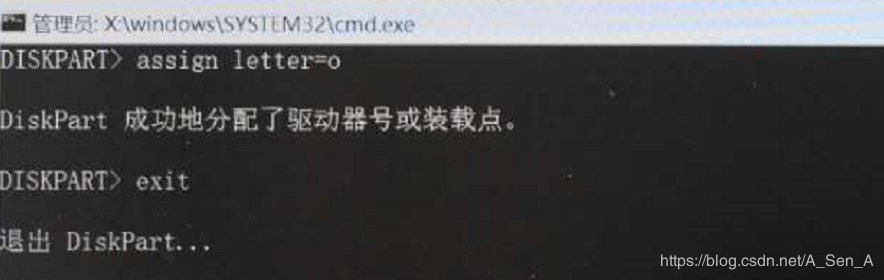 管理员: X:\windows\SYSTEM32\cmd.exe
DISKPART> assign letter=o
DiskPart 成功地分配了驱动器号或装载点。
DISKPART> exit
退出 DiskPart...
https://blog.csdn.net/A_Sen_A